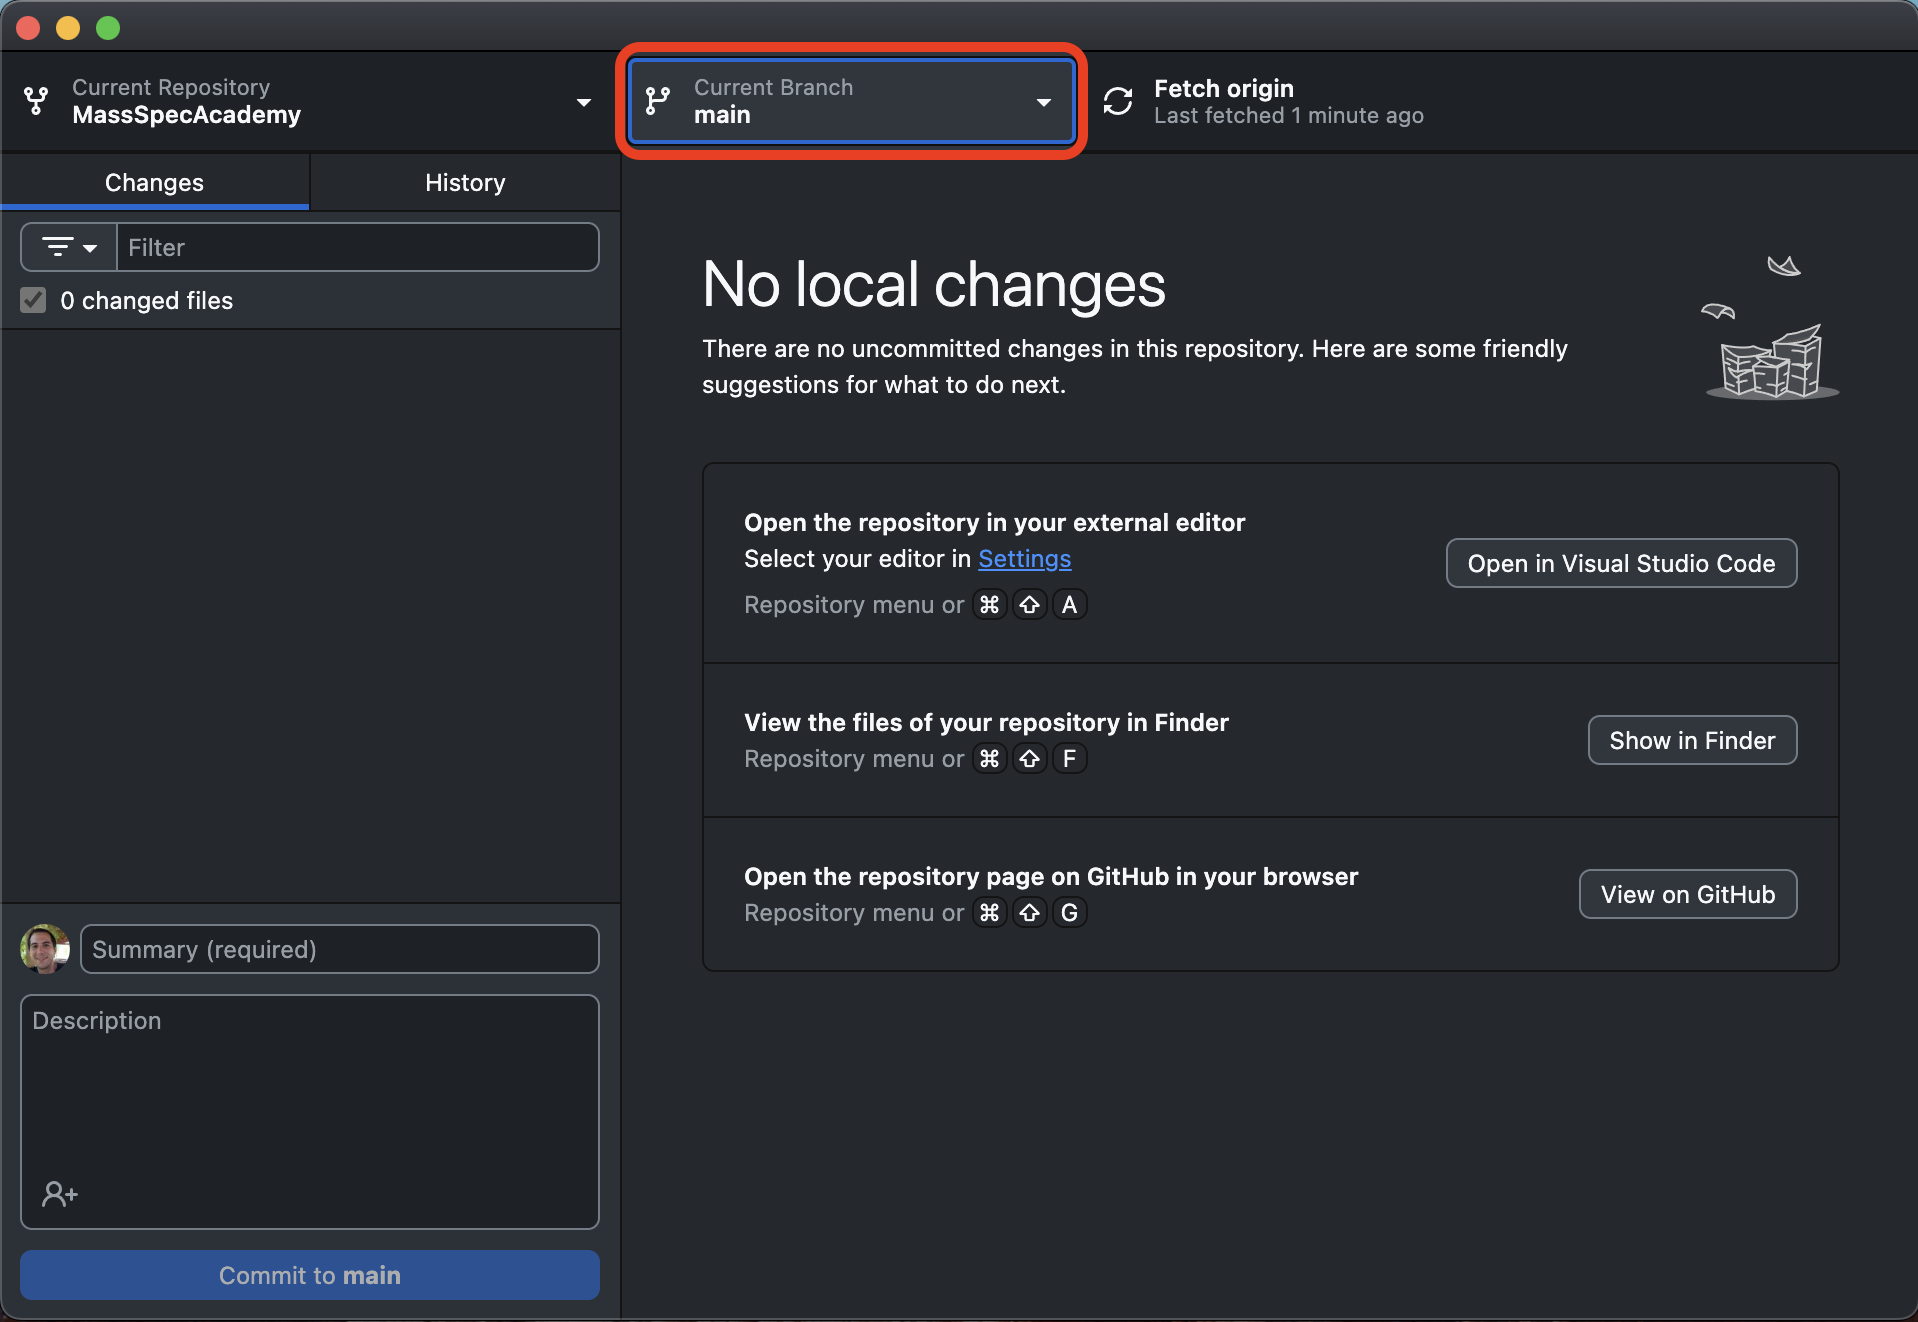 Current Repository
MassSpecAcademy
Current Branch
main
Fetch origin
Last fetched 1 minute ago
Changes
History
Filter
0 changed files
No local changes
There are no uncommitted changes in this repository. Here are some friendly
suggestions for what to do next.
Open the repository in your external editor
Select your editor in Settings
Repository menu or ⌘ ⇧ A
Open in Visual Studio Code
View the files of your repository in Finder
Repository menu or ⌘ ⇧ F
Show in Finder
Open the repository page on GitHub in your browser
Repository menu or ⌘ ⇧ G
View on GitHub
Summary (required)
Description
Commit to main